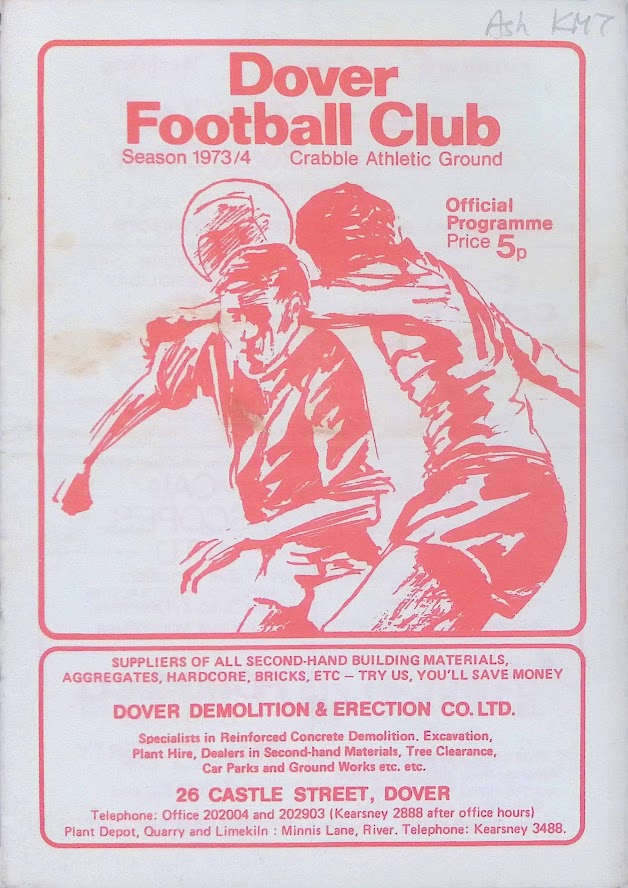 Ash KM7
Dover
Football Club
Season 1973/4 Crabble Athletic Ground
Official
Programme
Price 5p
SUPPLIERS OF ALL SECOND-HAND BUILDING MATERIALS,
AGGREGATES, HARDCORE, BRICKS, ETC — TRY US, YOU'LL SAVE MONEY
DOVER DEMOLITION & ERECTION CO. LTD.
Specialists in Reinforced Concrete Demolition. Excavation,
Plant Hire, Dealers in Second-hand Materials, Tree Clearance,
Car Parks and Ground Works etc. etc.
26 CASTLE STREET, DOVER
Telephone: Office 202004 and 202903 (Kearsney 2888 after office hours)
Plant Depot, Quarry and Limekiln : Minnis Lane, River. Telephone: Kearsney 3488.